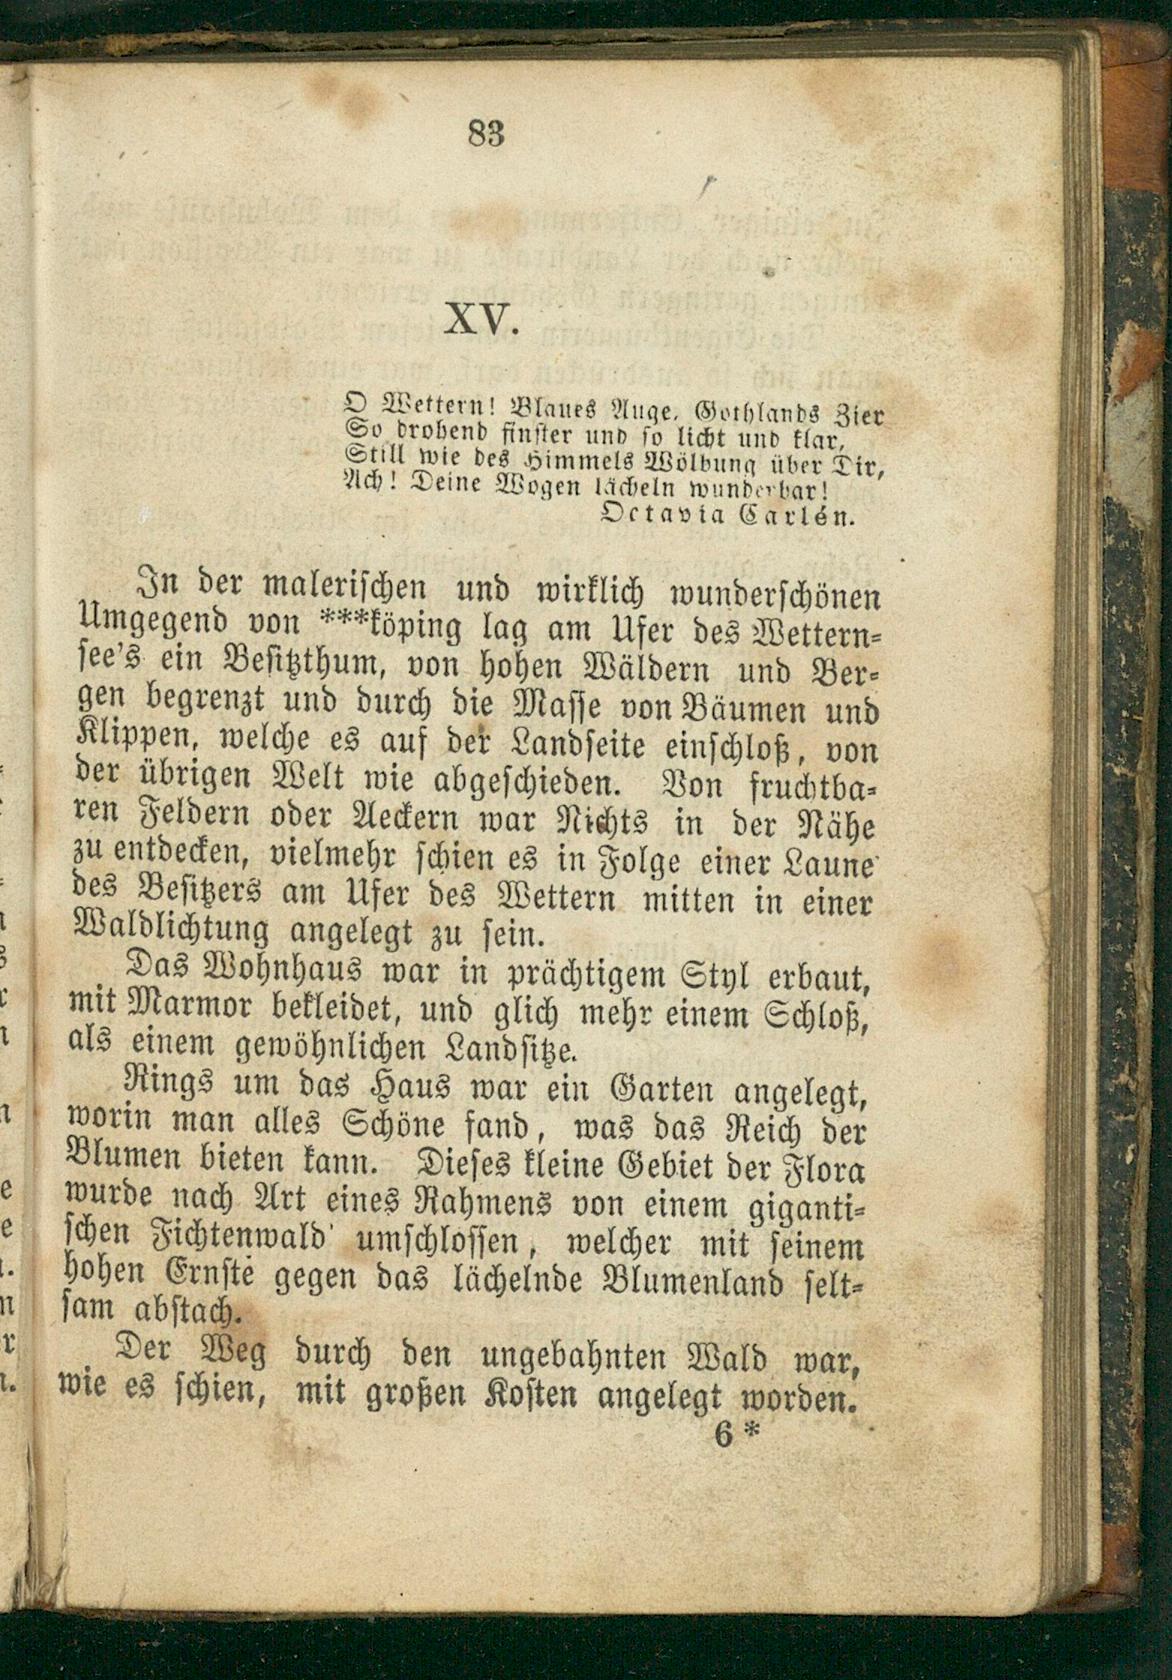 83
XV.
O Wettern! Blaues Auge, Gothlands Zier
So drohend finster und so licht und klar,
Still wie des Himmels Wölbung über Dir,
Ach! Deine Wogen lächeln wunderbar!
Octavia Carlén.
In der malerischen und wirklich wunderschönen
Umgegend von ***köping lag am Ufer des Wettern-
see's ein Besitzthum, von hohen Wäldern und Ber-
gen begrenzt und durch die Masse von Bäumen und
Klippen, welche es auf der Landseite einschloß, von
der übrigen Welt wie abgeschieden. Von fruchtba-
ren Feldern oder Aeckern war Nichts in der Nähe
zu entdecken, vielmehr schien es in Folge einer Laune
des Besitzers am Ufer des Wettern mitten in einer
Waldlichtung angelegt zu sein.
Das Wohnhaus war in prächtigem Styl erbaut,
mit Marmor bekleidet, und glich mehr einem Schloß,
als einem gewöhnlichen Landsitze.
Rings um das Haus war ein Garten angelegt,
worin man alles Schöne fand, was das Reich der
Blumen bieten kann. Dieses kleine Gebiet der Flora
wurde nach Art eines Rahmens von einem giganti-
schen Fichtenwald umschlossen, welcher mit seinem
hohen Ernste gegen das lächelnde Blumenland selt-
sam abstach.
Der Weg durch den ungebahnten Wald war,
wie es schien, mit großen Kosten angelegt worden.
6*